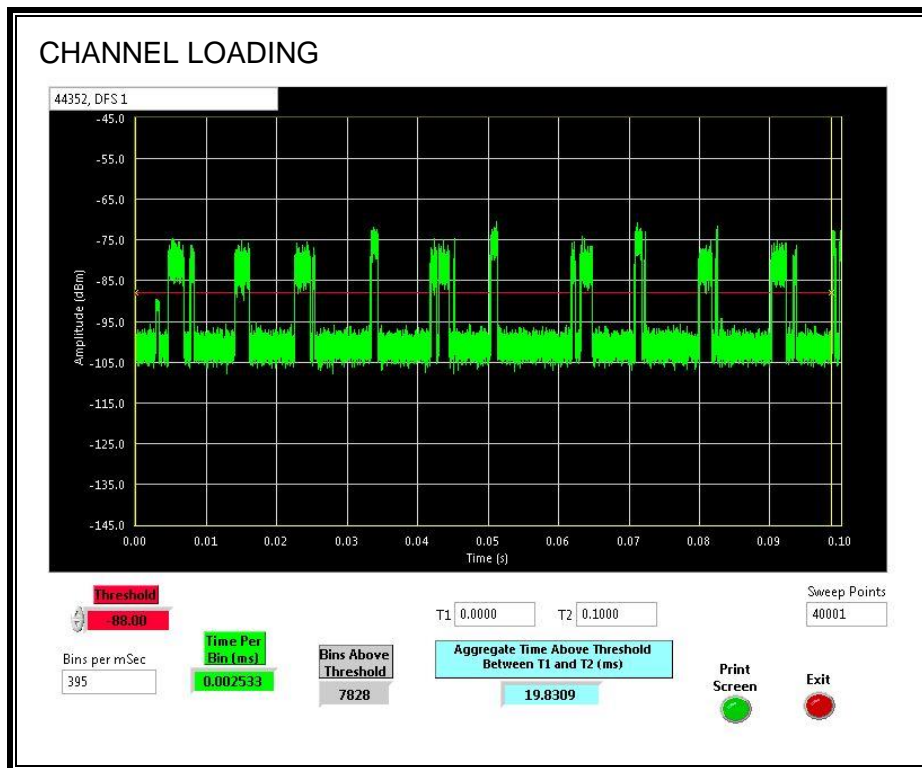 CHANNEL LOADING
44352, DFS 1
-45.0
-55.0
-65.0
-75.0
-85.0
-95.0
-105.0
-115.0
-125.0
-135.0
-145.0
Amplitude (dBm)
0.00 0.01 0.02 0.03 0.04 0.05 0.06 0.07 0.08 0.09 0.10
Time (s)
Threshold
-88.00
Bins per mSec
395
Time Per
Bin (ms)
0.002533
Bins Above
Threshold
7828
T1 0.0000 T2 0.1000
Aggregate Time Above Threshold
Between T1 and T2 (ms)
19.8309
Sweep Points
40001
Print
Screen
Exit